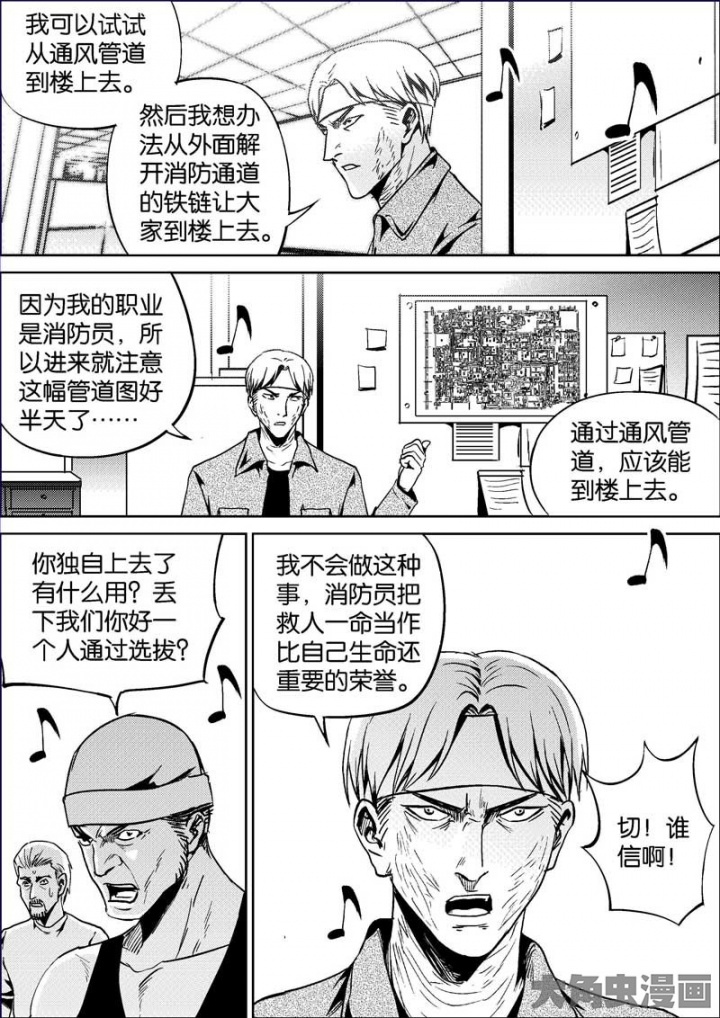 我可以试试
从通风管道
到楼上去。
然后我想办
法从外面解
开消防通道
的铁链让大
家到楼上去。
因为我的职业
是消防员，所
以进来就注意
这幅管道图好
半天了……
通过通风管
道，应该能
到楼上去。
你独自上去了
有什么用？丢
下我们你好一
个人通过选拔？
我不会做这种
事，消防员把
救人一命当作
比自己生命还
重要的荣誉。
切！谁
信啊！
大角虫漫画